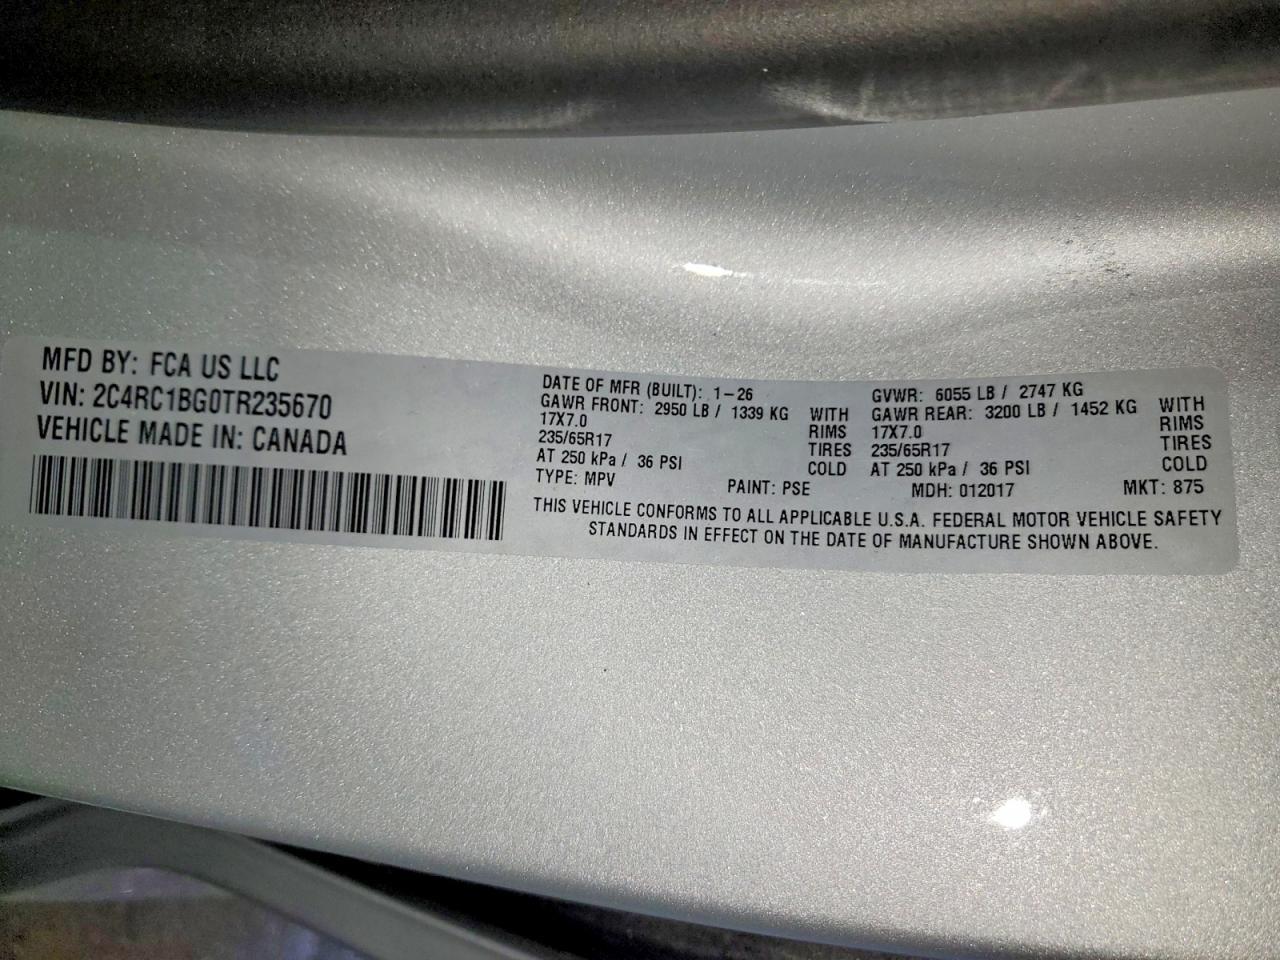 MFD BY: FCA US LLC
VIN: 2C4RC1BG0TR235670
VEHICLE MADE IN: CANADA
DATE OF MFR (BUILT): 1-26
GAWR FRONT: 2950 LB / 1339 KG WITH
17X7.0 RIMS
235/65R17 TIRES
AT 250 kPa / 36 PSI COLD
TYPE: MPV
GVWR: 6055 LB / 2747 KG
GAWR REAR: 3200 LB / 1452 KG WITH
17X7.0 RIMS
235/65R17 TIRES
AT 250 kPa / 36 PSI COLD
PAINT: PSE MDH: 012017 MKT: 875
THIS VEHICLE CONFORMS TO ALL APPLICABLE U.S.A. FEDERAL MOTOR VEHICLE SAFETY
STANDARDS IN EFFECT ON THE DATE OF MANUFACTURE SHOWN ABOVE.